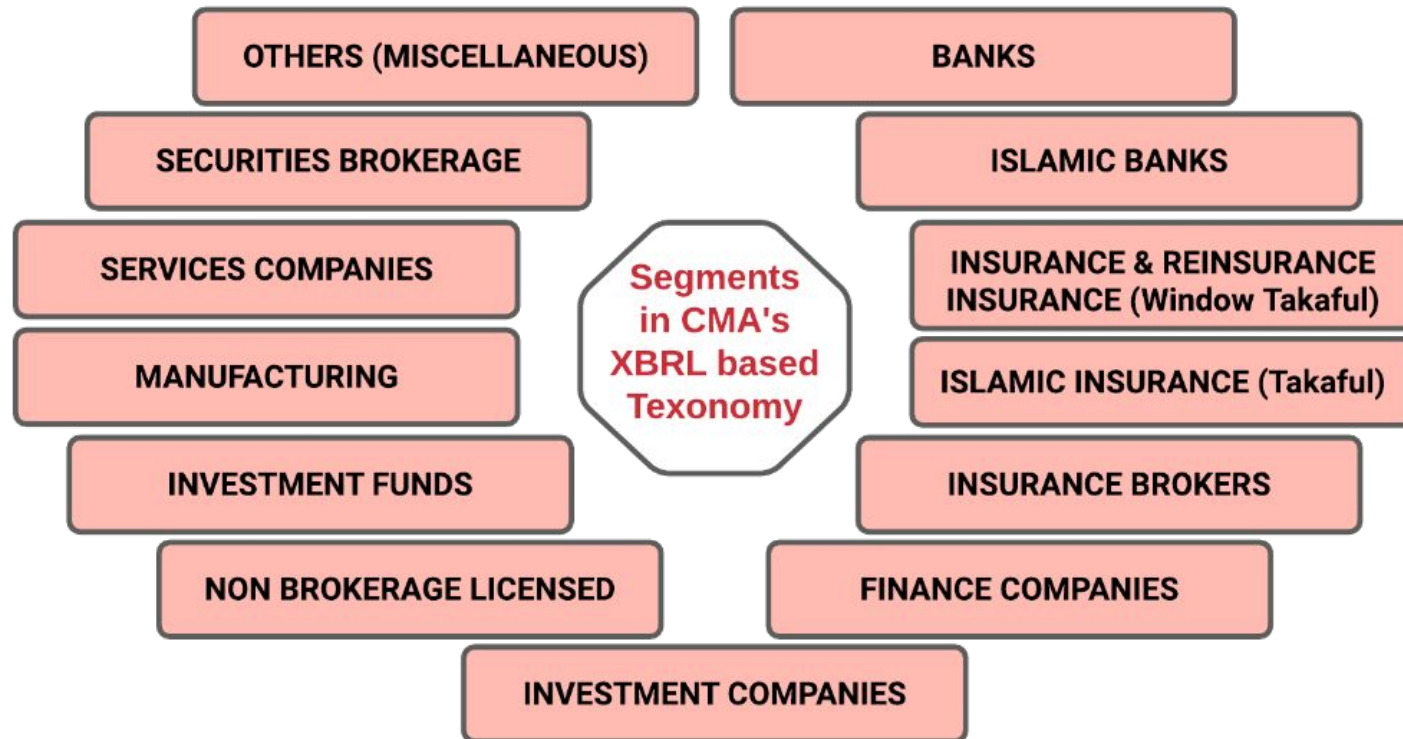 OTHERS (MISCELLANEOUS)
BANKS
SECURITIES BROKERAGE
ISLAMIC BANKS
SERVICES COMPANIES
INSURANCE & REINSURANCE
INSURANCE (Window Takaful)
Segments
in CMA's
XBRL based
Texonomy
MANUFACTURING
ISLAMIC INSURANCE (Takaful)
INVESTMENT FUNDS
INSURANCE BROKERS
NON BROKERAGE LICENSED
FINANCE COMPANIES
INVESTMENT COMPANIES